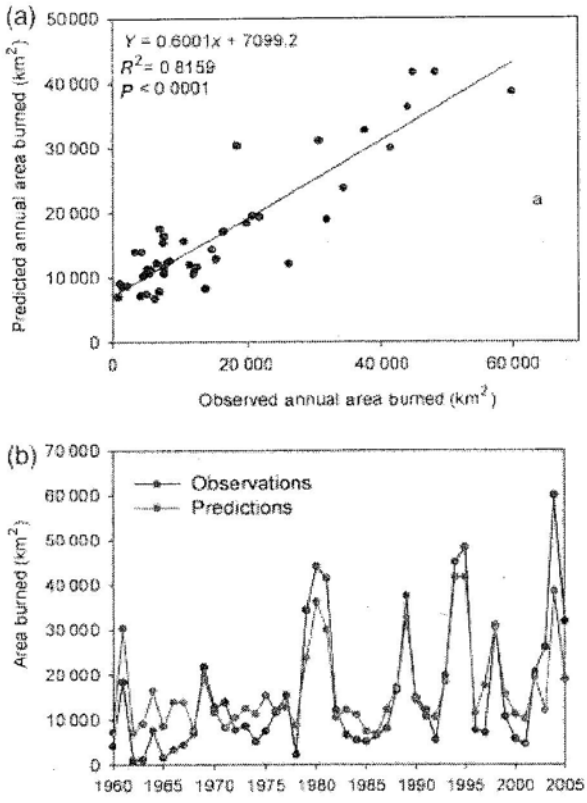 (a)
50 000
40 000
30 000
20 000
10 000
0
Predicted annual area burned (km²)
Y = 0.6001x + 7099.2
R² = 0.8159
P < 0.0001
a
0 20 000 40 000 60 000
Observed annual area burned (km²)
(b)
70 000
60 000
50 000
40 000
30 000
20 000
10 000
0
Area burned (km²)
Observations
Predictions
1960 1965 1970 1975 1980 1985 1990 1995 2000 2005